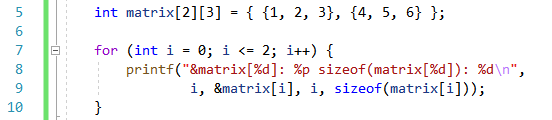 5 int matrix[2][3] = { {1, 2, 3}, {4, 5, 6} };
6
7 for (int i = 0; i <= 2; i++) {
8 printf("&matrix[%d]: %p sizeof(matrix[%d]): %d\n",
9 i, &matrix[i], i, sizeof(matrix[i]));
10 }